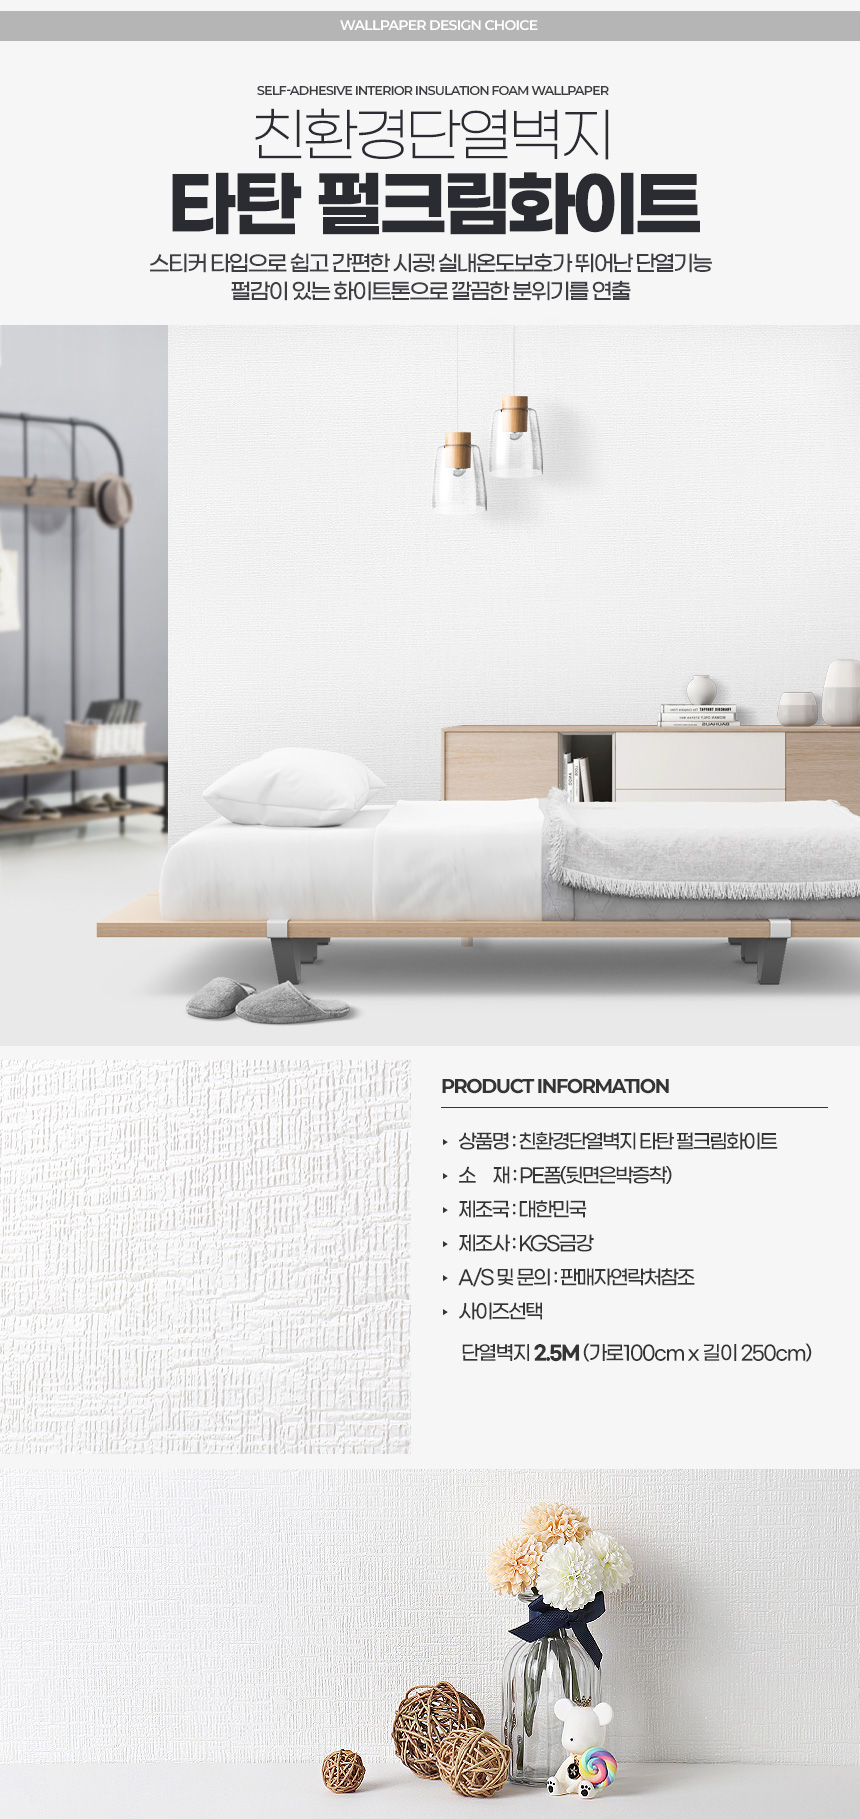 WALLPAPER DESIGN CHOICE
SELF-ADHESIVE INTERIOR INSULATION FOAM WALLPAPER
친환경단열벽지
타탄 펄크림화이트
스티커 타입으로 쉽고 간편한 시공! 실내온도보호가 뛰어난 단열기능
펄감이 있는 화이트톤으로 깔끔한 분위기를 연출
PRODUCT INFORMATION
상품명 : 친환경단열벽지 타탄 펄크림화이트
소 재 : PE폼(뒷면은박증착)
제조국 : 대한민국
제조사 : KGS금강
A/S 및 문의 : 판매자연락처참조
사이즈선택
단열벽지 2.5M (가로100cm x 길이 250cm)